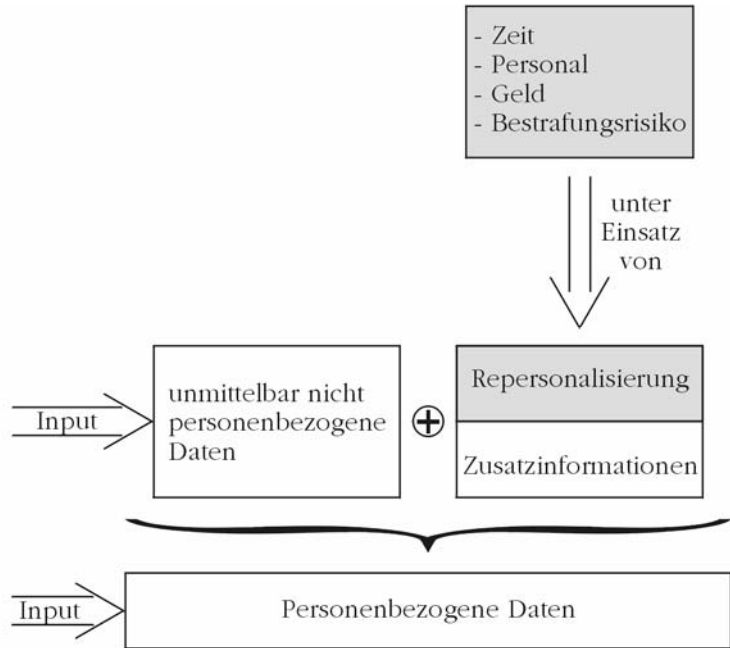 - Zeit
- Personal
- Geld
- Bestrafungsrisiko
unter
Einsatz
von
Input
unmittelbar nicht
personenbezogene
Daten
+
Repersonalisierung
Zusatzinformationen
Input
Personenbezogene Daten